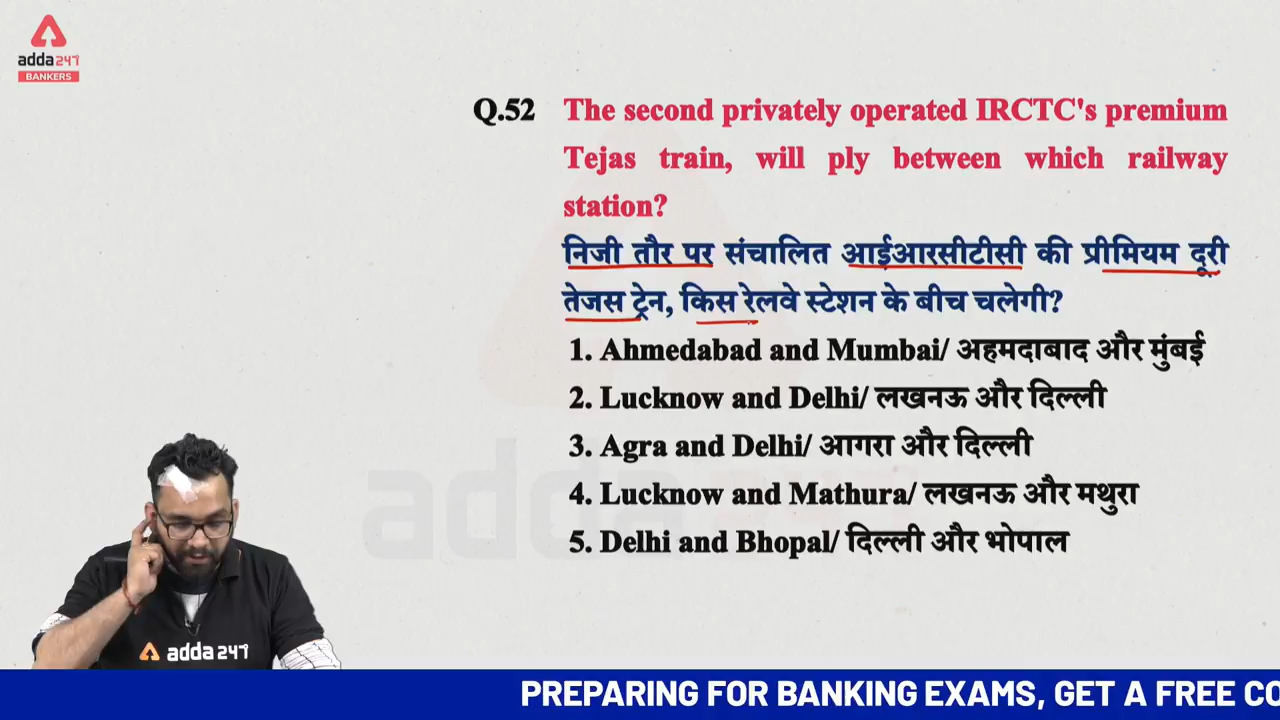 adda247
BANKERS
Q.52 The second privately operated IRCTC's premium
Tejas train, will ply between which railway
station?
निजी तौर पर संचालित आईआरसीटीसी की प्रीमियम दूरी
तेजस ट्रेन, किस रेलवे स्टेशन के बीच चलेगी?
1. Ahmedabad and Mumbai/ अहमदाबाद और मुंबई
2. Lucknow and Delhi/ लखनऊ और दिल्ली
3. Agra and Delhi/ आगरा और दिल्ली
4. Lucknow and Mathura/ लखनऊ और मथुरा
5. Delhi and Bhopal/ दिल्ली और भोपाल
adda247
adda247
PREPARING FOR BANKING EXAMS, GET A FREE CO